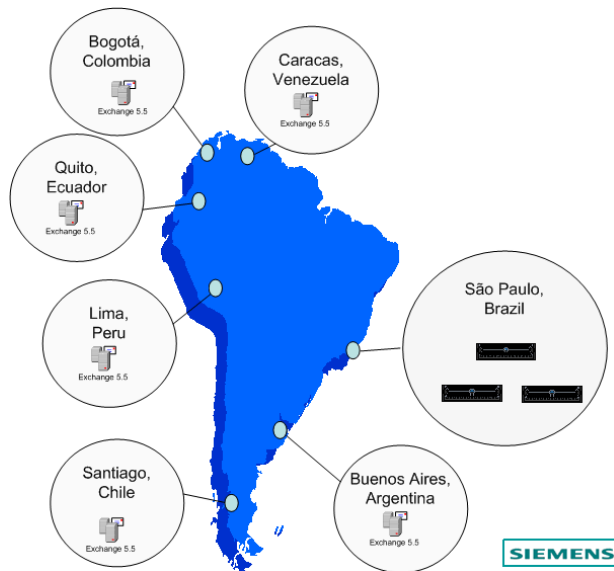 Bogotá,
Colombia
Exchange 5.5
Caracas,
Venezuela
Exchange 5.5
Quito,
Ecuador
Exchange 5.5
São Paulo,
Brazil
Lima,
Peru
Exchange 5.5
Santiago,
Chile
Exchange 5.5
Buenos Aires,
Argentina
Exchange 5.5
SIEMENS